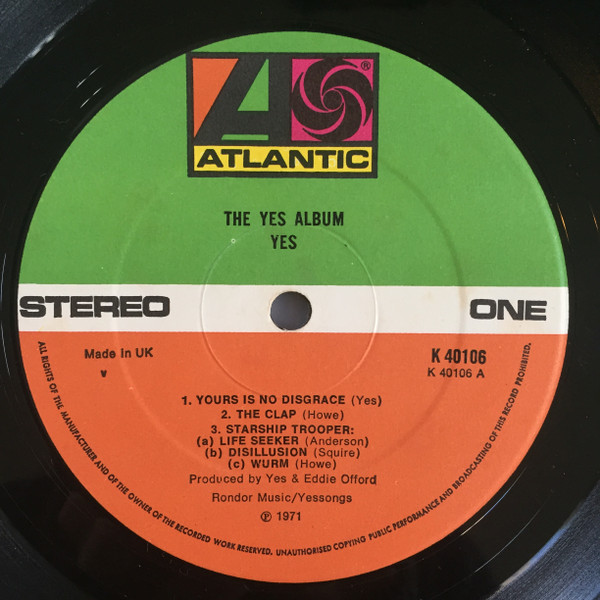 ®
ATLANTIC
THE YES ALBUM
YES
STEREO
ONE
Made In UK
v
K 40106
K 40106 A
1. YOURS IS NO DISGRACE (Yes)
2. THE CLAP (Howe)
3. STARSHIP TROOPER:
(a) LIFE SEEKER (Anderson)
(b) DISILLUSION (Squire)
(c) WURM (Howe)
Produced by Yes & Eddie Offord
Rondor Music/Yessongs
℗ 1971
ALL RIGHTS OF THE MANUFACTURER AND OF THE OWNER OF THE RECORDED WORK RESERVED. UNAUTHORISED COPYING PUBLIC PERFORMANCE AND BROADCASTING OF THIS RECORD PROHIBITED.